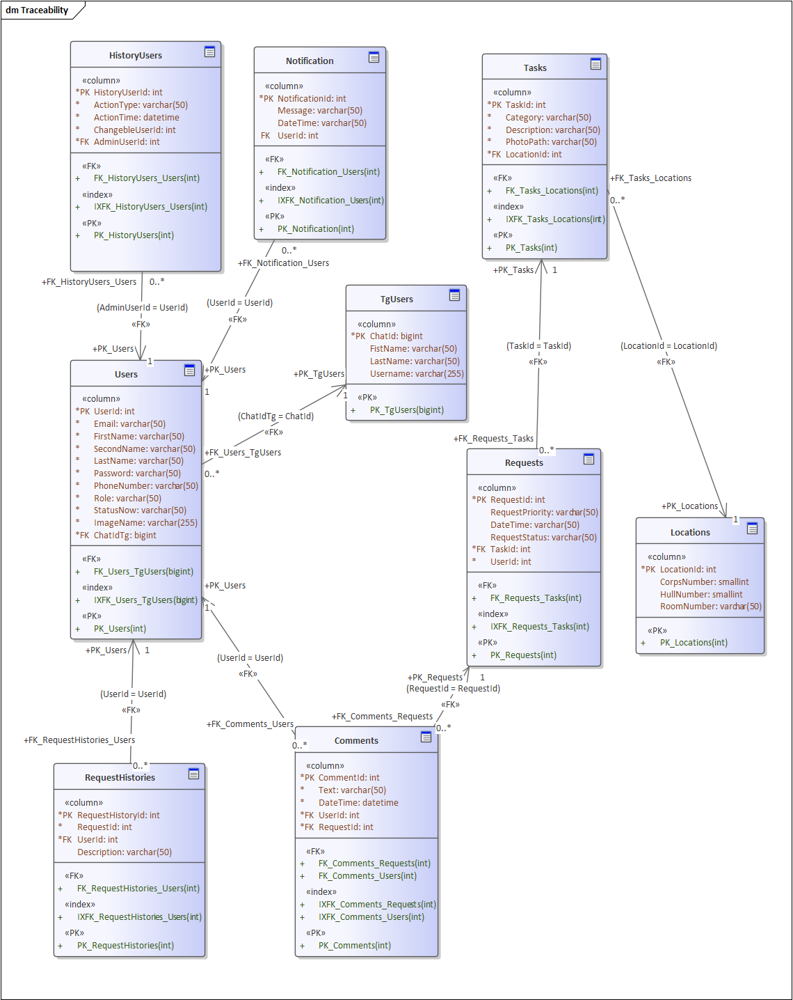 dm Traceability
HistoryUsers
«column»
*PK HistoryUserId: int
* ActionType: varchar(50)
* ActionTime: datetime
* ChangebleUserId: int
*FK AdminUserId: int
«FK»
+ FK_HistoryUsers_Users(int)
«index»
+ IXFK_HistoryUsers_Users(int)
«PK»
+ PK_HistoryUsers(int)
Notification
«column»
*PK NotificationId: int
Message: varchar(50)
DateTime: varchar(50)
FK UserId: int
«FK»
+ FK_Notification_Users(int)
«index»
+ IXFK_Notification_Users(int)
«PK»
+ PK_Notification(int)
Tasks
«column»
*PK TaskId: int
* Category: varchar(50)
* Description: varchar(50)
* PhotoPath: varchar(50)
*FK LocationId: int
«FK»
+ FK_Tasks_Locations(int)
«index»
+ IXFK_Tasks_Locations(int)
«PK»
+ PK_Tasks(int)
+FK_Tasks_Locations
0..*
+FK_HistoryUsers_Users
0..*
(AdminUserId = UserId)
«FK»
+PK_Users
1
0..*
+FK_Notification_Users
(UserId = UserId)
«FK»
+PK_Users
1
+PK_Tasks
1
(TaskId = TaskId)
«FK»
+FK_Requests_Tasks
0..*
(LocationId = LocationId)
«FK»
+PK_Locations
1
TgUsers
«column»
*PK ChatId: bigint
FistName: varchar(50)
LastName: varchar(50)
Username: varchar(255)
«PK»
+ PK_TgUsers(bigint)
+PK_TgUsers
1
(ChatIdTg = ChatId)
«FK»
+FK_Users_TgUsers
0..*
Users
«column»
*PK UserId: int
* Email: varchar(50)
* FirstName: varchar(50)
* SecondName: varchar(50)
* LastName: varchar(50)
* Password: varchar(50)
* PhoneNumber: varchar(50)
* Role: varchar(50)
* StatusNow: varchar(50)
* ImageName: varchar(255)
*FK ChatIdTg: bigint
«FK»
+ FK_Users_TgUsers(bigint)
«index»
+ IXFK_Users_TgUsers(bigint)
«PK»
+ PK_Users(int)
Requests
«column»
*PK RequestId: int
RequestPriority: varchar(50)
DateTime: varchar(50)
RequestStatus: varchar(50)
*FK TaskId: int
* UserId: int
«FK»
+ FK_Requests_Tasks(int)
«index»
+ IXFK_Requests_Tasks(int)
«PK»
+ PK_Requests(int)
Locations
«column»
*PK LocationId: int
CorpsNumber: smallint
HullNumber: smallint
RoomNumber: varchar(50)
«PK»
+ PK_Locations(int)
+PK_Users
1
(UserId = UserId)
«FK»
+FK_Comments_Users
0..*
+PK_Users
1
(UserId = UserId)
«FK»
+FK_RequestHistories_Users
0..*
+PK_Requests
1
(RequestId = RequestId)
«FK»
+FK_Comments_Requests
0..*
RequestHistories
«column»
*PK RequestHistoryId: int
* RequestId: int
*FK UserId: int
Description: varchar(50)
«FK»
+ FK_RequestHistories_Users(int)
«index»
+ IXFK_RequestHistories_Users(int)
«PK»
+ PK_RequestHistories(int)
Comments
«column»
*PK CommentId: int
* Text: varchar(50)
* DateTime: datetime
*FK UserId: int
*FK RequestId: int
«FK»
+ FK_Comments_Requests(int)
+ FK_Comments_Users(int)
«index»
+ IXFK_Comments_Requests(int)
+ IXFK_Comments_Users(int)
«PK»
+ PK_Comments(int)